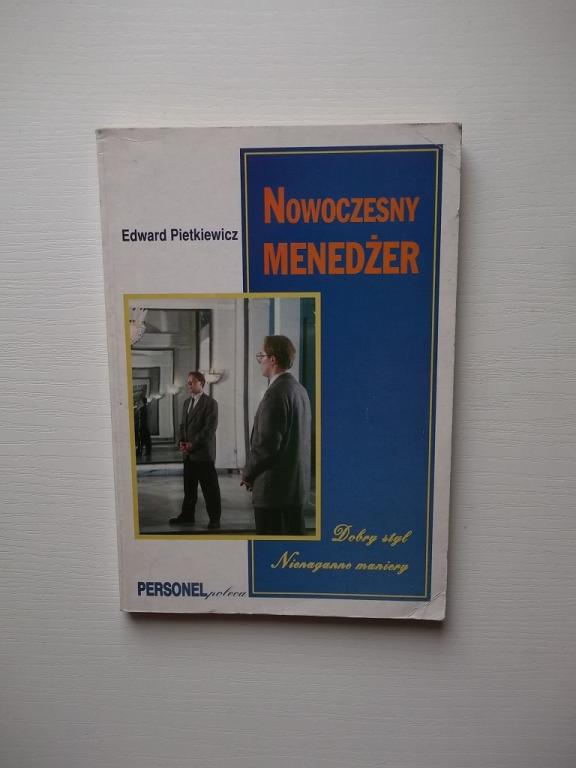 Edward Pietkiewicz
NOWOCZESNY
MENEDŻER
Dobry styl
Nienaganne maniery
PERSONEL poleca